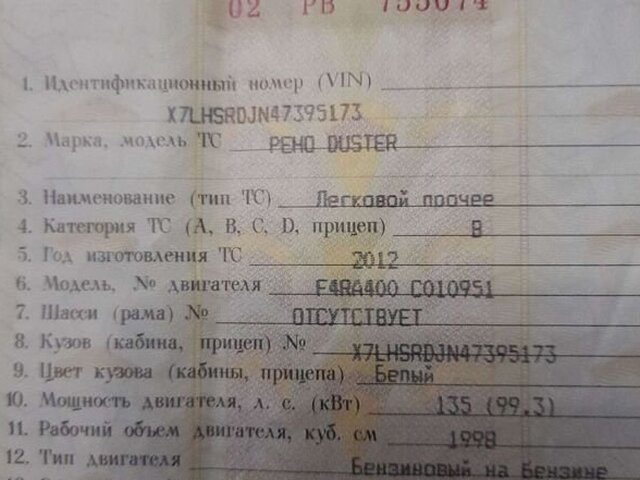 02 РВ 755074
1. Идентификационный номер (VIN)
X7LHSRDJN47395173
2. Марка, модель ТС РЕНО DUSTER
3. Наименование (тип ТС) Легковой прочее
4. Категория ТС (А, В, С, D, прицеп) В
5. Год изготовления ТС 2012
6. Модель, № двигателя F4RA400 C010951
7. Шасси (рама) № ОТСУТСТВУЕТ
8. Кузов (кабина, прицеп) № X7LHSRDJN47395173
9. Цвет кузова (кабины, прицепа) Белый
10. Мощность двигателя, л. с. (кВт) 135 (99.3)
11. Рабочий объем двигателя, куб. см 1998
12. Тип двигателя Бензиновый на Бензине